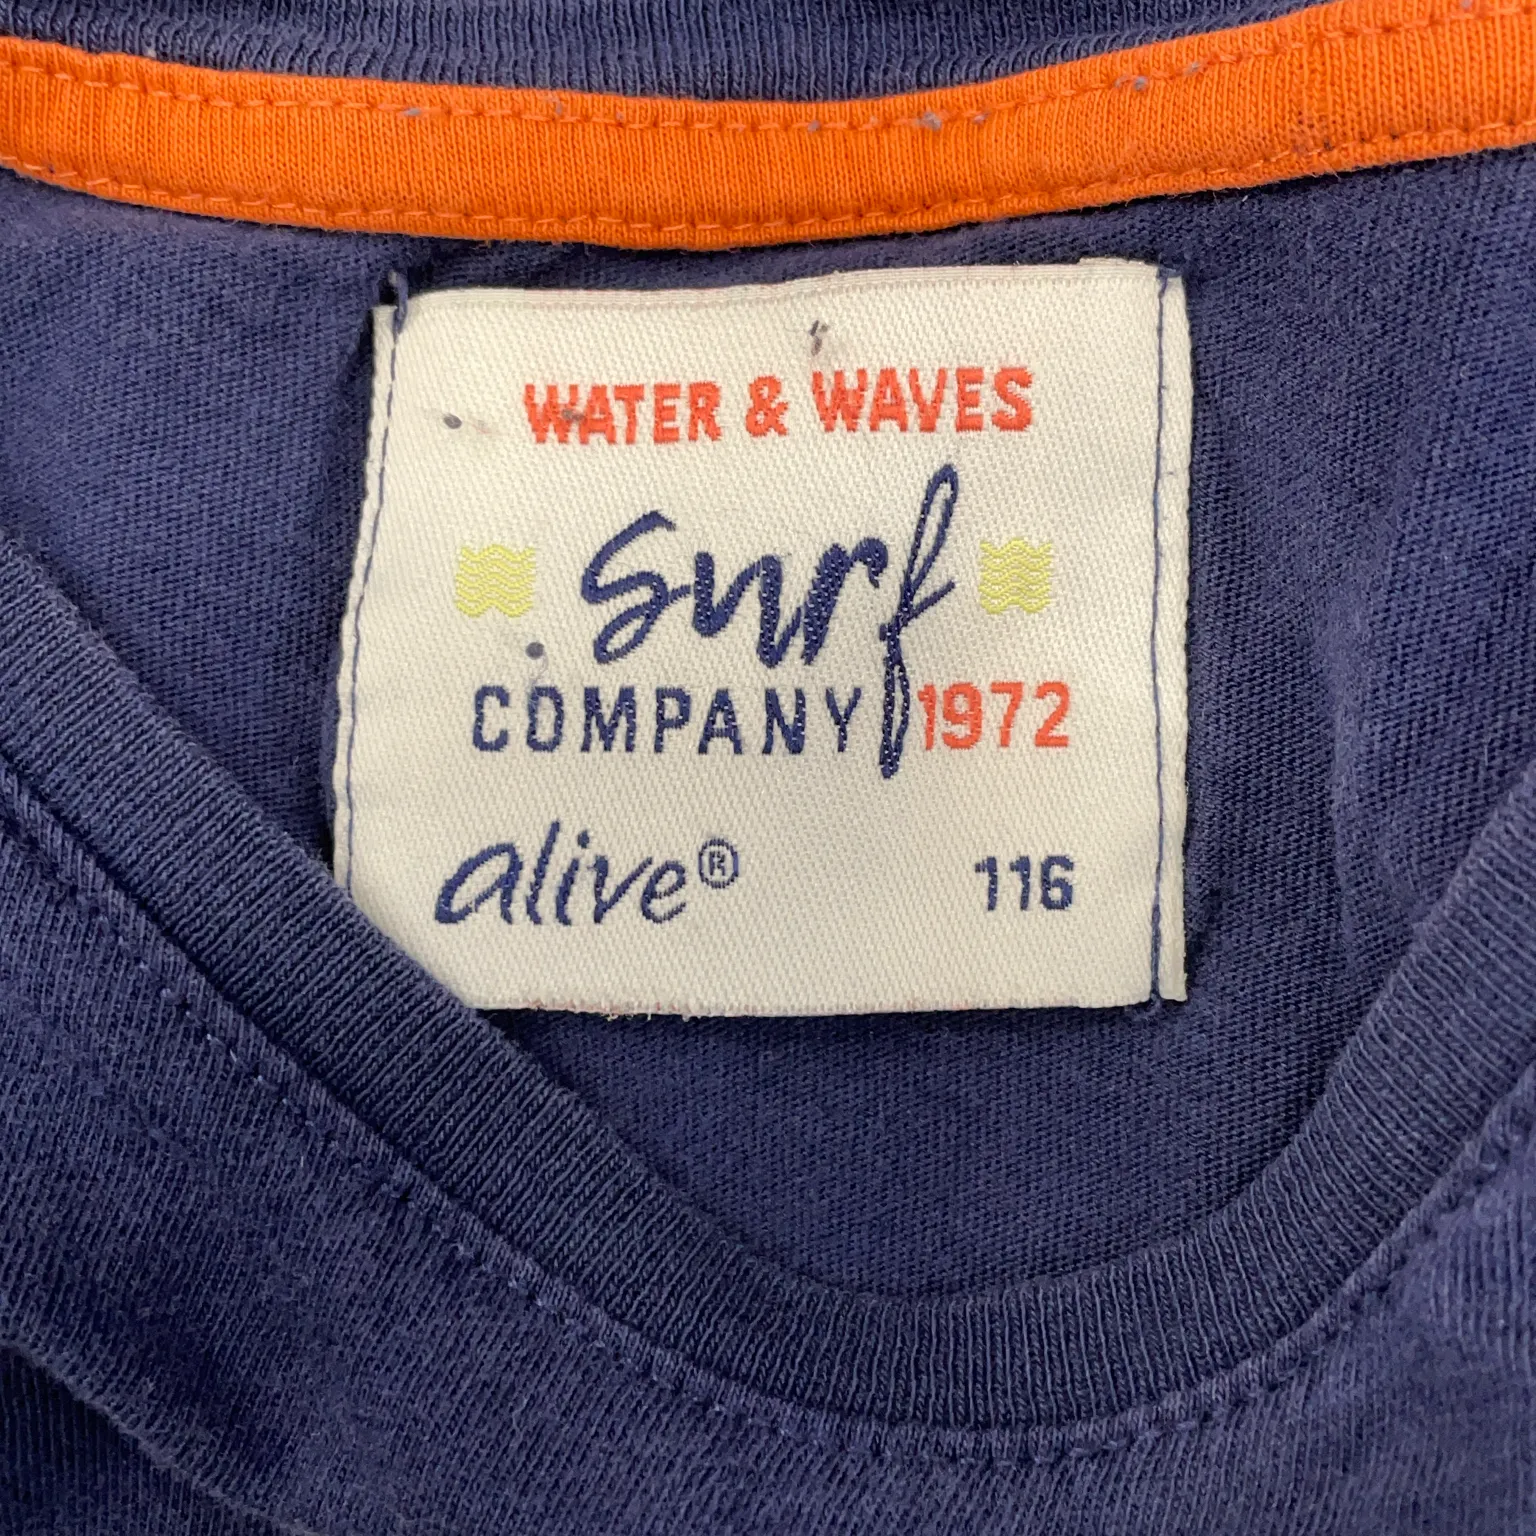 WATER & WAVES
Surf
COMPANY 1972
alive® 116